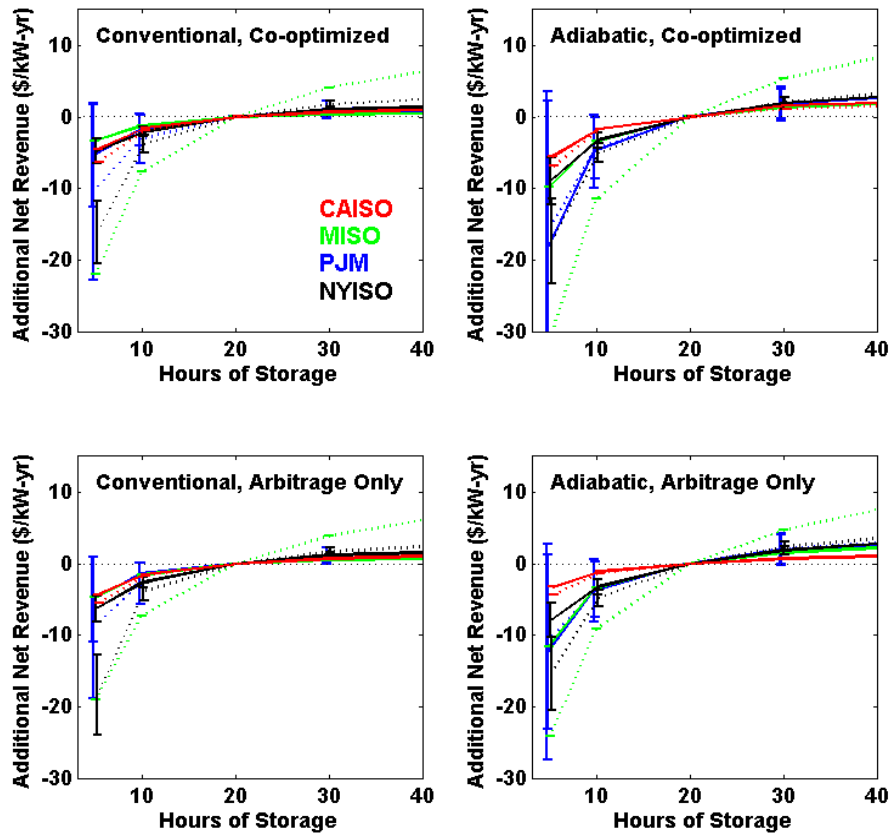 Conventional, Co-optimized
Additional Net Revenue ($/kW-yr)
10
0
-10
-20
-30
CAISO
MISO
PJM
NYISO
10
20
30
40
Hours of Storage
Adiabatic, Co-optimized
Additional Net Revenue ($/kW-yr)
10
0
-10
-20
-30
10
20
30
40
Hours of Storage
Conventional, Arbitrage Only
Additional Net Revenue ($/kW-yr)
10
0
-10
-20
-30
10
20
30
40
Hours of Storage
Adiabatic, Arbitrage Only
Additional Net Revenue ($/kW-yr)
10
0
-10
-20
-30
10
20
30
40
Hours of Storage